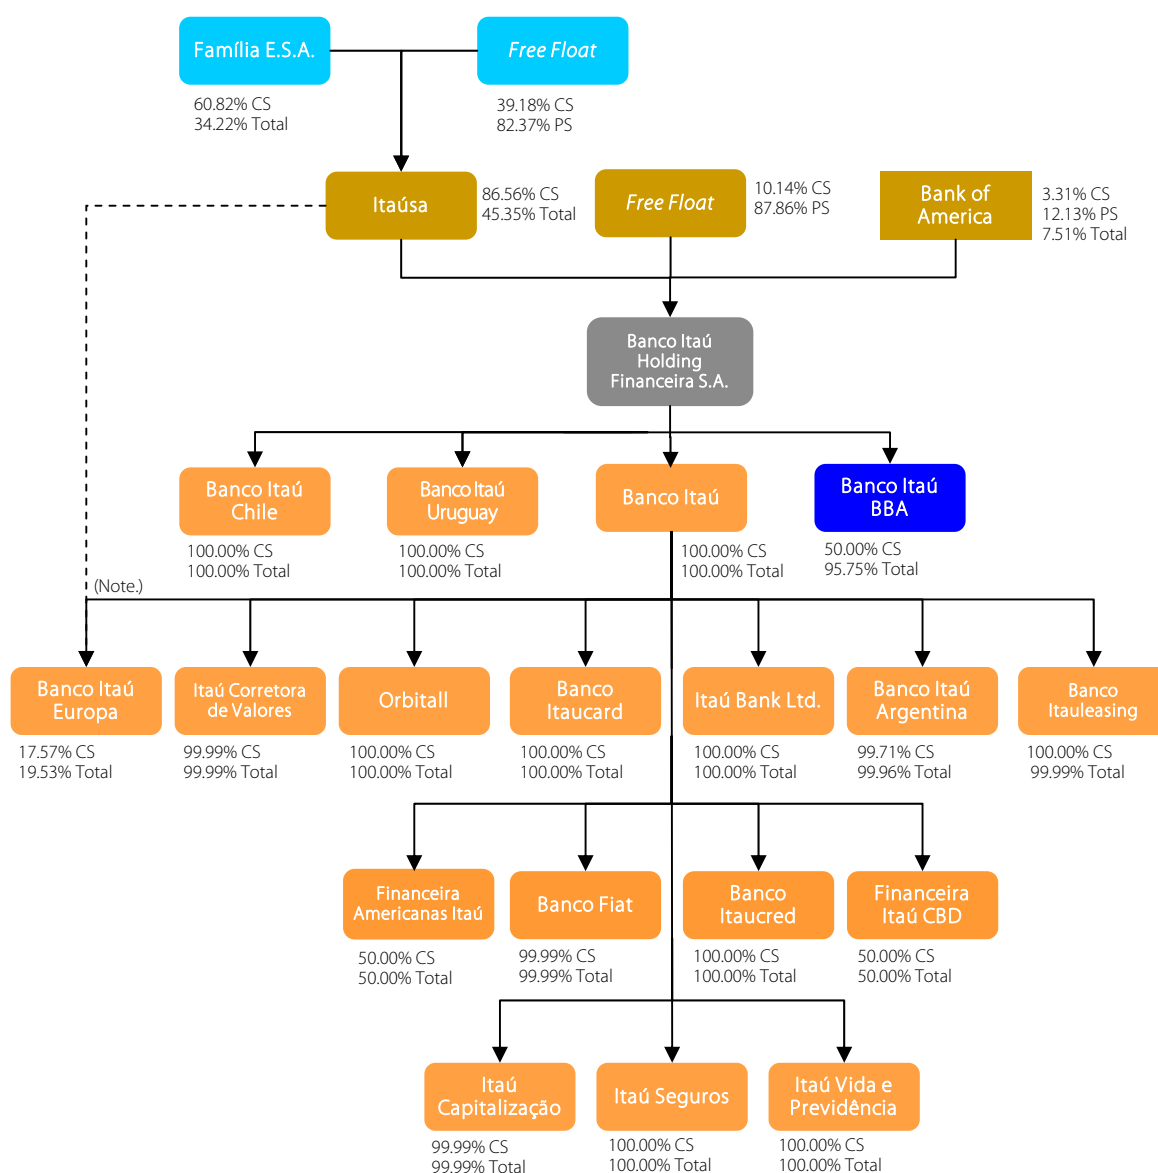 Família E.S.A.
Free Float
60.82% CS
34.22% Total
39.18% CS
82.37% PS
Itaúsa
86.56% CS
45.35% Total
Free Float
10.14% CS
87.86% PS
Bank of
America
3.31% CS
12.13% PS
7.51% Total
Banco Itaú
Holding
Financeira S.A.
Banco Itaú
Chile
100.00% CS
100.00% Total
Banco Itaú
Uruguay
100.00% CS
100.00% Total
Banco Itaú
100.00% CS
100.00% Total
Banco Itaú
BBA
50.00% CS
95.75% Total
(Note.)
Banco Itaú
Europa
17.57% CS
19.53% Total
Itaú Corretora
de Valores
99.99% CS
99.99% Total
Orbitall
100.00% CS
100.00% Total
Banco
Itaucard
100.00% CS
100.00% Total
Itaú Bank Ltd.
100.00% CS
100.00% Total
Banco Itaú
Argentina
99.71% CS
99.96% Total
Banco
Itauleasing
100.00% CS
99.99% Total
Financeira
Americanas Itaú
50.00% CS
50.00% Total
Banco Fiat
99.99% CS
99.99% Total
Banco
Itaucred
100.00% CS
100.00% Total
Financeira
Itaú CBD
50.00% CS
50.00% Total
Itaú
Capitalização
99.99% CS
99.99% Total
Itaú Seguros
100.00% CS
100.00% Total
Itaú Vida e
Previdência
100.00% CS
100.00% Total